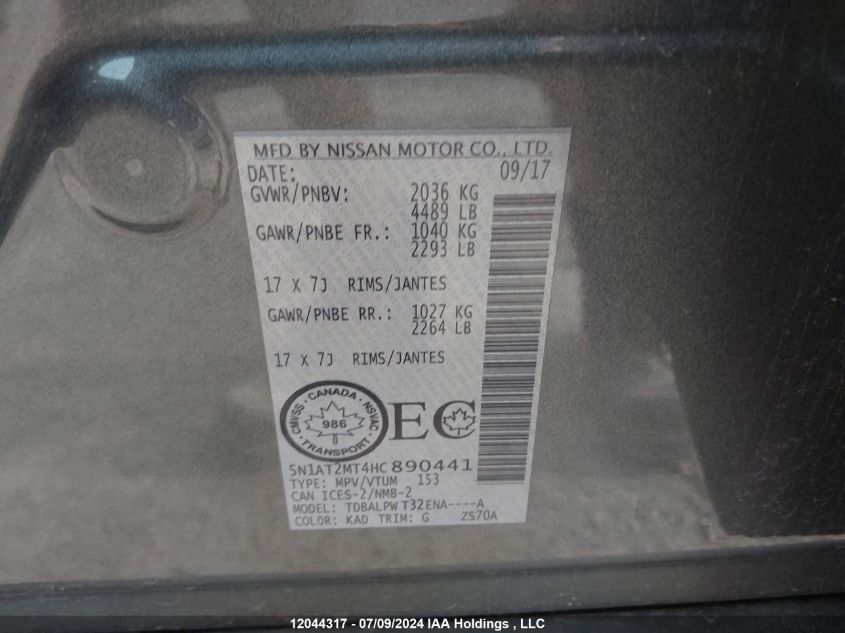 MFD BY NISSAN MOTOR CO., LTD.
DATE: 09/17
GVWR/PNBV: 2036 KG
4489 LB
GAWR/PNBE FR.: 1040 KG
2293 LB
17 X 7J RIMS/JANTES
GAWR/PNBE RR.: 1027 KG
2264 LB
17 X 7J RIMS/JANTES
CANADA
CMVSS · NSVAC
986
TRANSPORT
EC
5N1AT2MT4HC890441
TYPE: MPV/VTUM 153
CAN ICES-2/NMB-2
MODEL: TDBALPW T32ENA----A
COLOR: KAD TRIM: G ZS70A
12044317 - 07/09/2024 IAA Holdings , LLC